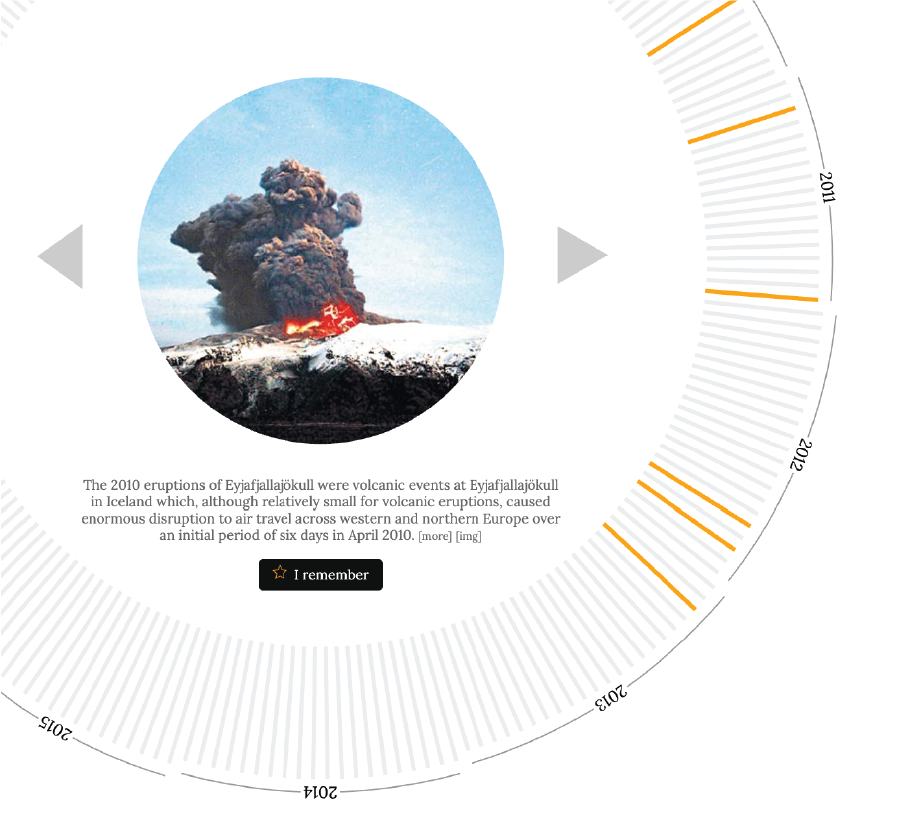 2011
2012
The 2010 eruptions of Eyjafjallajökull were volcanic events at Eyjafjallajökull
in Iceland which, although relatively small for volcanic eruptions, caused
enormous disruption to air travel across western and northern Europe over
an initial period of six days in April 2010. [more] [img]
I remember
2013
2015
2014